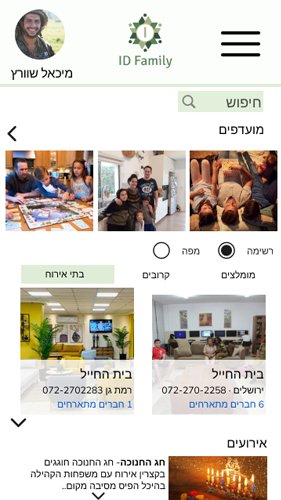 מיכאל שוורץ
ID Family
חיפוש
מועדפים
רשימה
מפה
מומלצים
קרובים
בתי אירוח
בית החייל
ירושלים - 072-270-2258
6 חברים מתארחים
בית החייל
רמת גן 072-2702283
1 חברים מתארחים
אירועים
חג החנוכה- חג החנוכה חוגגים
בקצרין אירוח עם משפחות הקהילה
בהיכל הפיס מסיבה מקום..